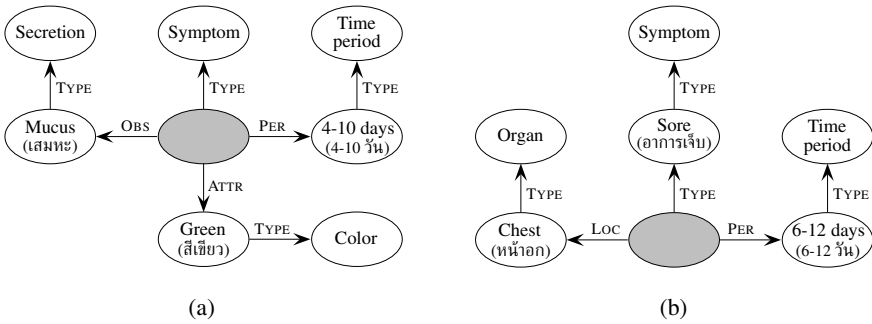 Secretion
Symptom
Time
period
TYPE
TYPE
TYPE
Mucus
(เสมหะ)
OBS
PER
4-10 days
(4-10 วัน)
ATTR
Green
(สีเขียว)
TYPE
Color
(a)
Symptom
TYPE
Organ
Sore
(อาการเจ็บ)
Time
period
TYPE
TYPE
TYPE
Chest
(หน้าอก)
LOC
PER
6-12 days
(6-12 วัน)
(b)